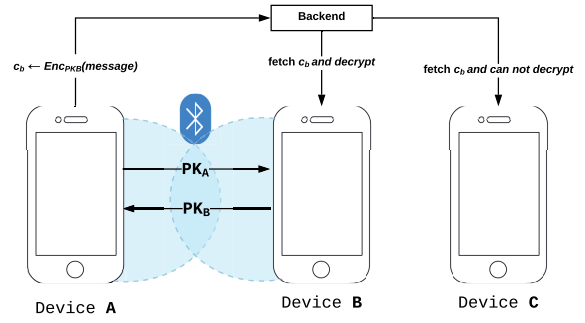 Backend
c_b ← Enc_PKB(message)
fetch c_b and decrypt
fetch c_b and can not decrypt
PK_A
PK_B
Device A
Device B
Device C